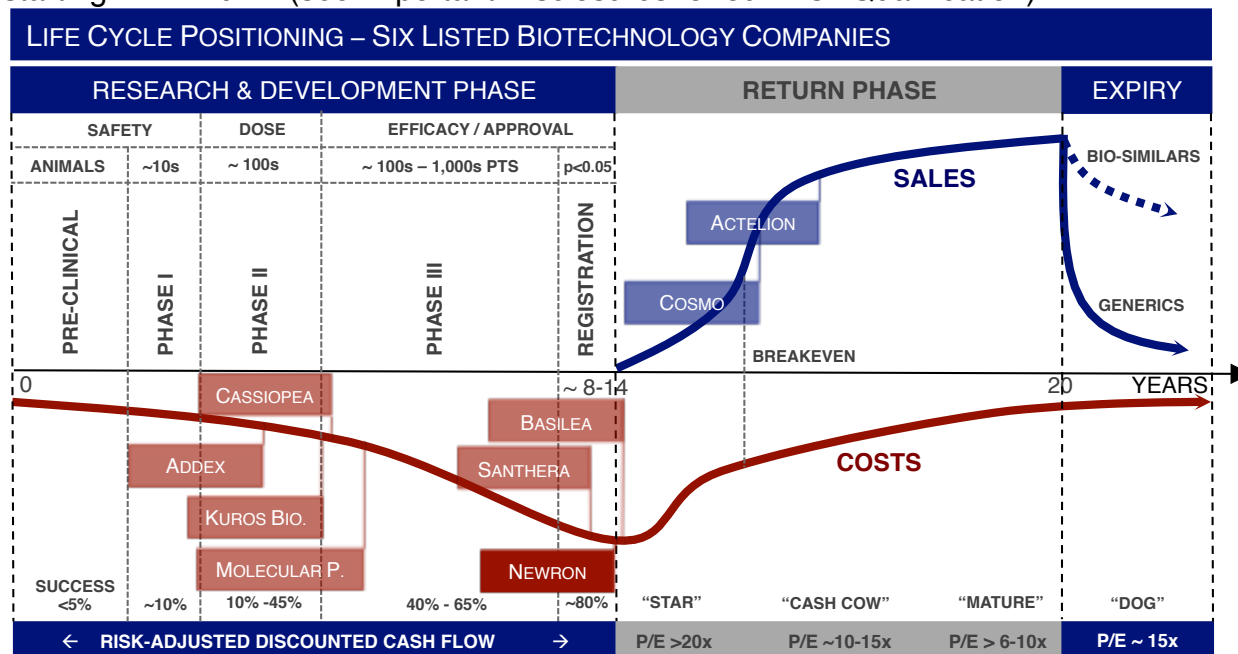 LIFE CYCLE POSITIONING – SIX LISTED BIOTECHNOLOGY COMPANIES
RESEARCH & DEVELOPMENT PHASE RETURN PHASE EXPIRY
SAFETY DOSE EFFICACY / APPROVAL
ANIMALS ~10s ~ 100s ~ 100s – 1,000s PTS p<0.05
BIO-SIMILARS
SALES
ACTELION
PRE-CLINICAL
PHASE I
PHASE II
PHASE III
REGISTRATION
COSMO
GENERICS
BREAKEVEN
0 ~ 8-14 20 YEARS
CASSIOPEA
BASILEA
ADDEX
SANTHERA
COSTS
KUROS BIO.
MOLECULAR P.
NEWRON
SUCCESS
<5% ~10% 10% -45% 40% - 65% ~80% “STAR” “CASH COW” “MATURE” “DOG”
← RISK-ADJUSTED DISCOUNTED CASH FLOW → P/E >20x P/E ~10-15x P/E > 6-10x P/E ~ 15x